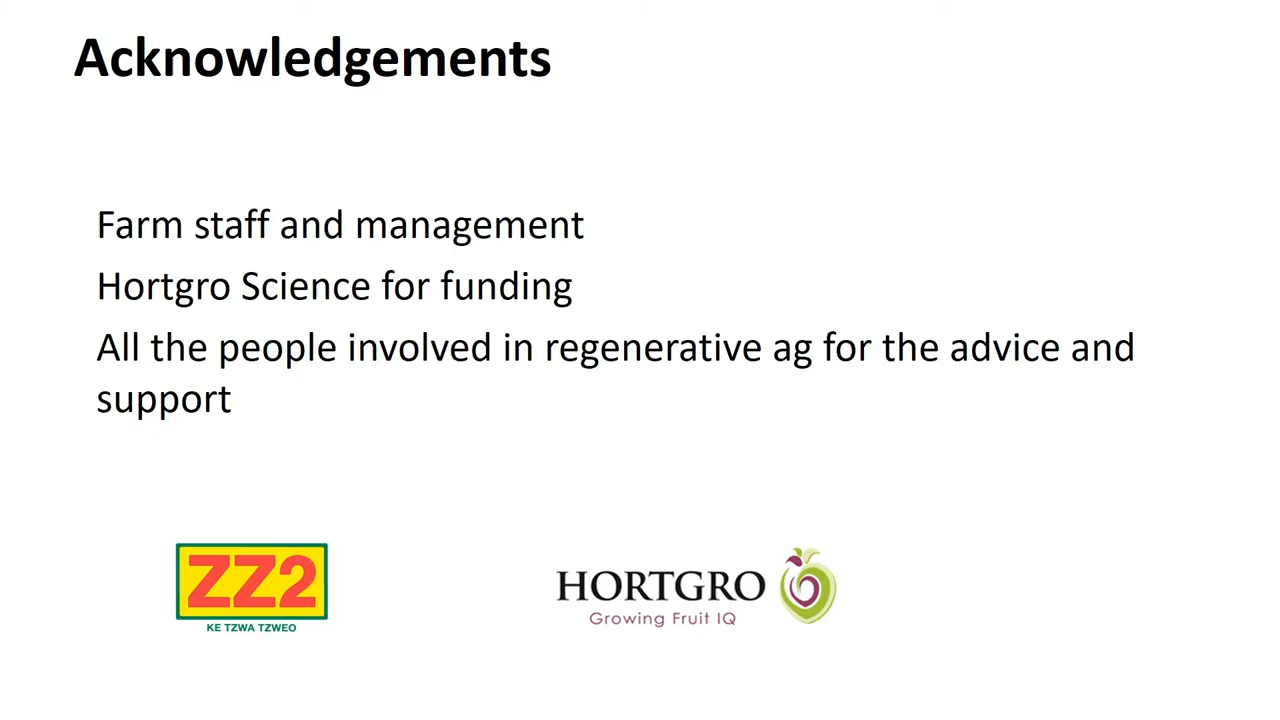 Acknowledgements
Farm staff and management
Hortgro Science for funding
All the people involved in regenerative ag for the advice and
support
ZZ2
KE TZWA TZWEO
HORTGRO
Growing Fruit IQ